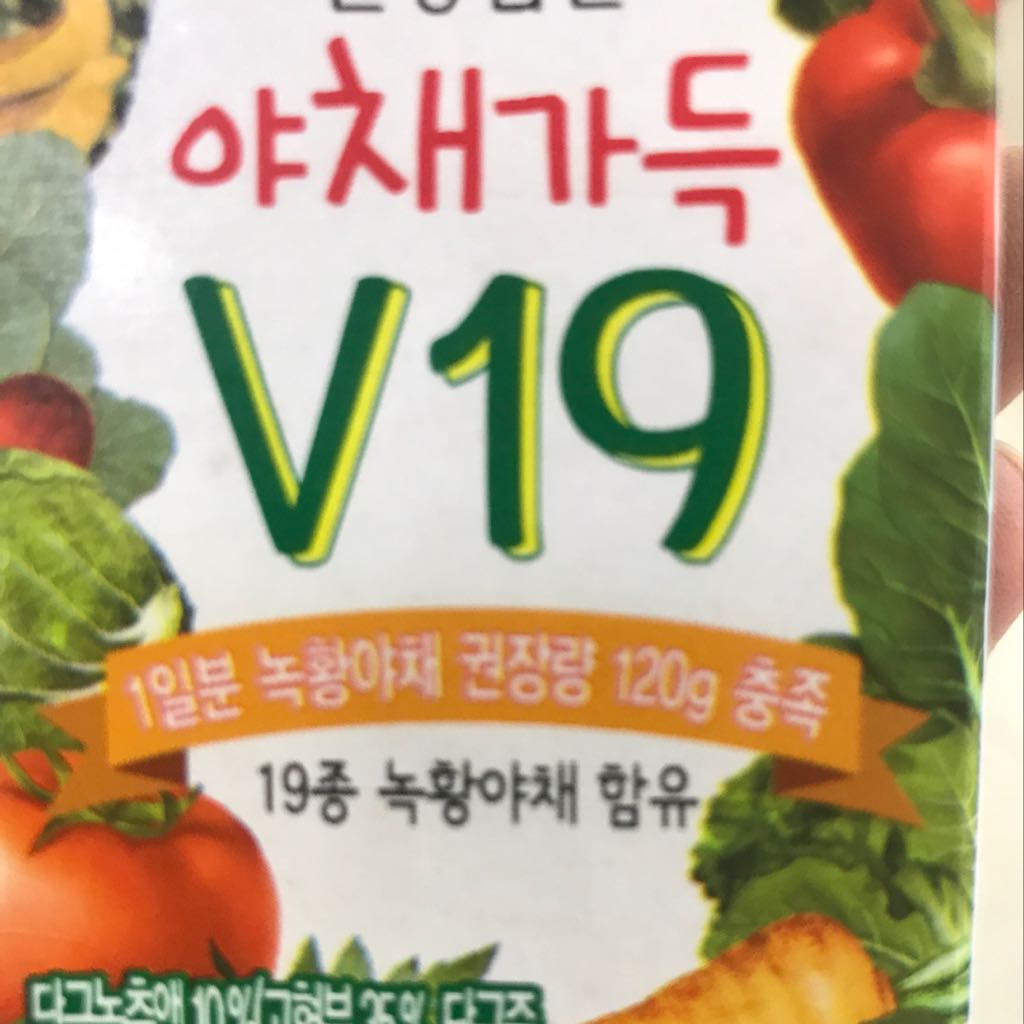 야채가득
V19
1일분 녹황야채 권장량 120g 충족
19종 녹황야채 함유